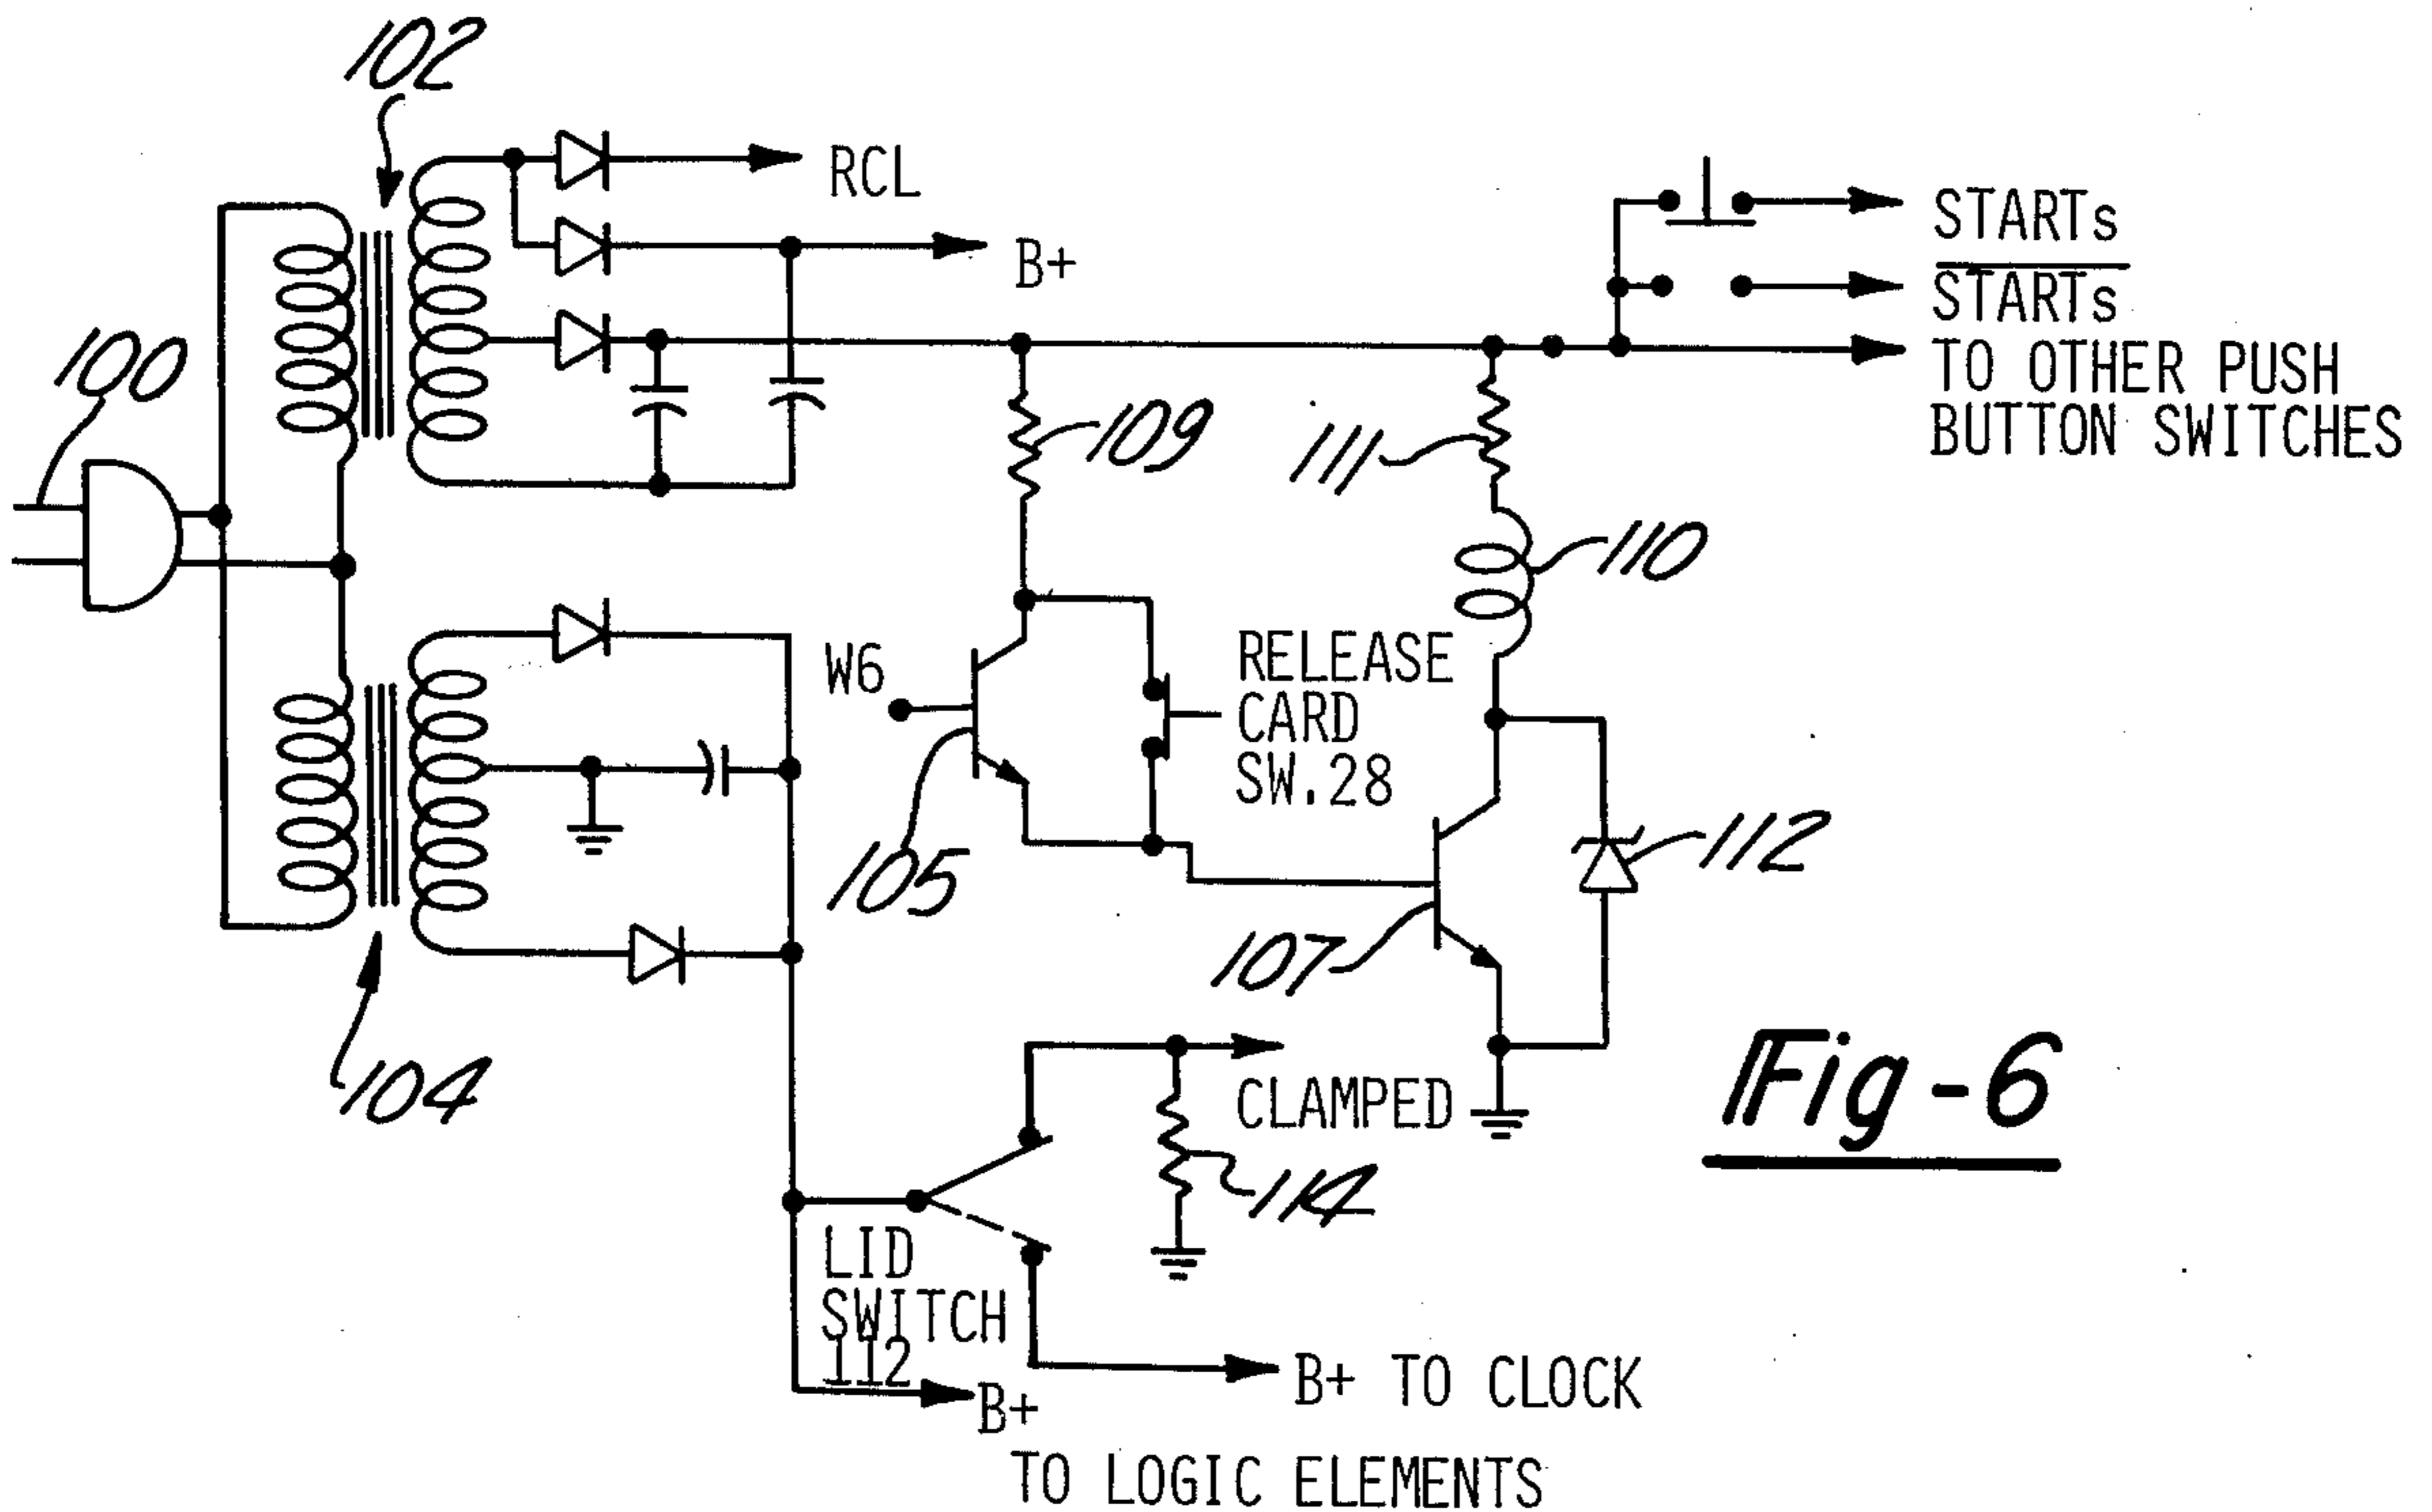 102
RCL
B+
STARTs
STARTs
TO OTHER PUSH
BUTTON SWITCHES
100
109
111
110
W6
RELEASE
CARD
SW.28
105
112
107
104
CLAMPED
114
Fig-6
LID
SWITCH
112
B+ TO CLOCK
B+
TO LOGIC ELEMENTS